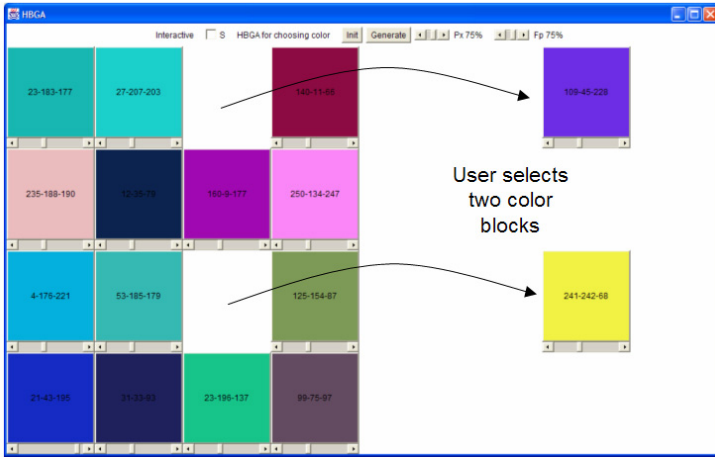 HBGA
Interactive S HBGA for choosing color Init Generate Px 75% Fp 75%
23-183-177 27-207-203 140-11-66 109-45-228
235-188-190 12-35-79 160-9-177 250-134-247
User selects
two color
blocks
4-176-221 53-185-179 125-154-87 241-242-68
21-43-195 31-33-93 23-196-137 99-75-97